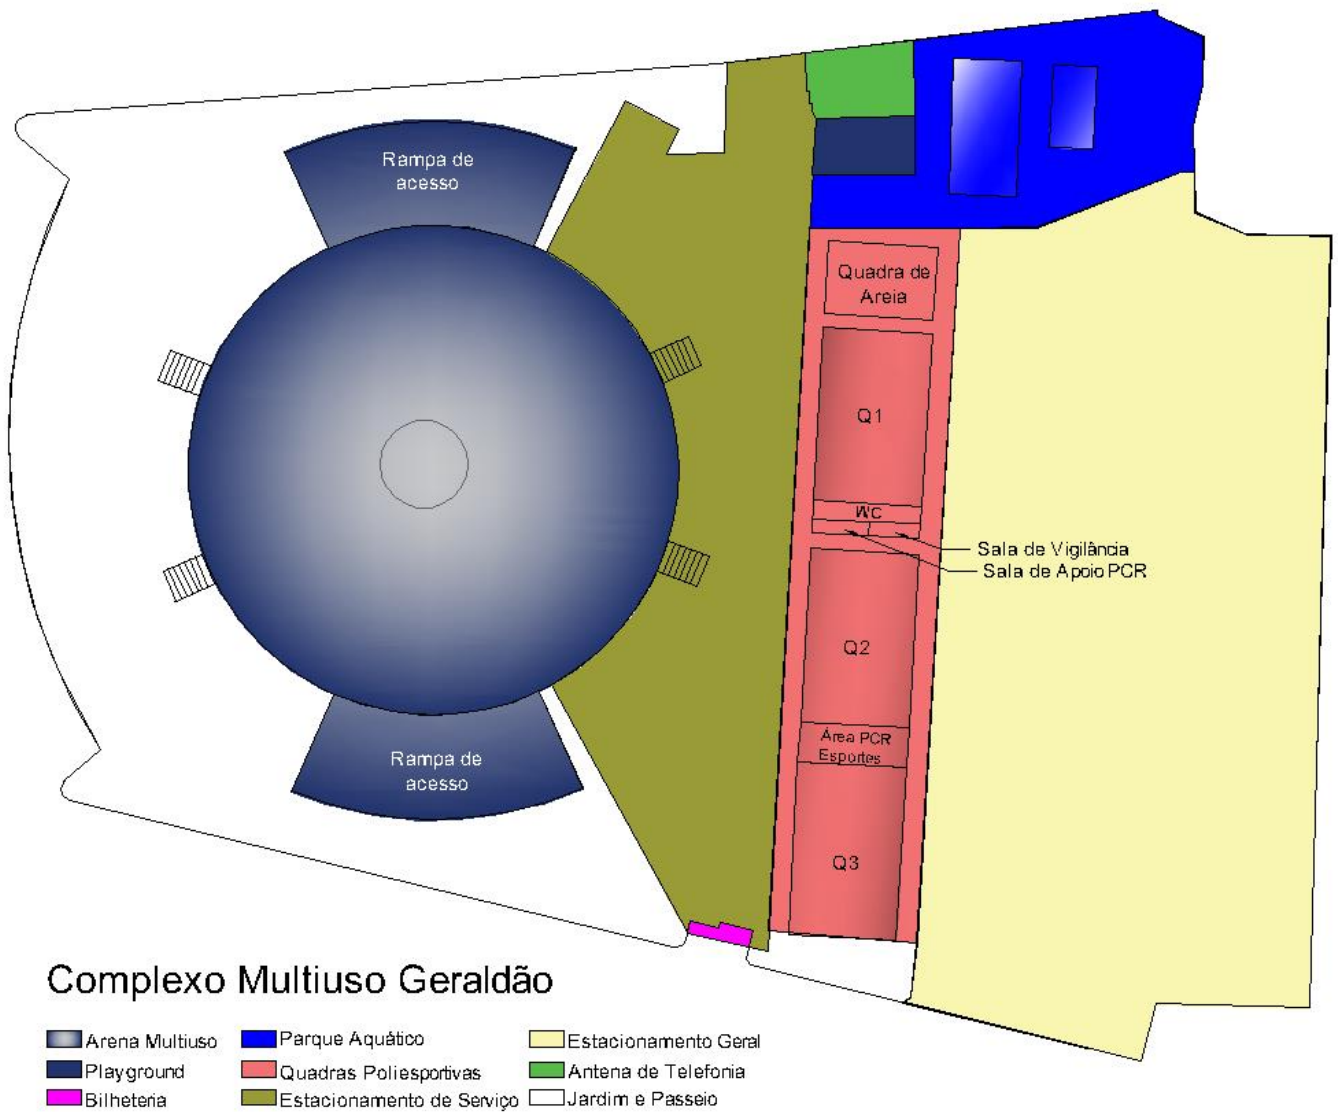 Rampa de
acesso
Quadra de
Areia
Q1
WC
Sala de Vigilância
Sala de Apoio PCR
Q2
Área PCR
Esportes
Rampa de
acesso
Q3
Complexo Multiuso Geraldão
Arena Multiuso
Parque Aquático
Estacionamento Geral
Playground
Quadras Poliesportivas
Antena de Telefonia
Bilheteria
Estacionamento de Serviço
Jardim e Passeio